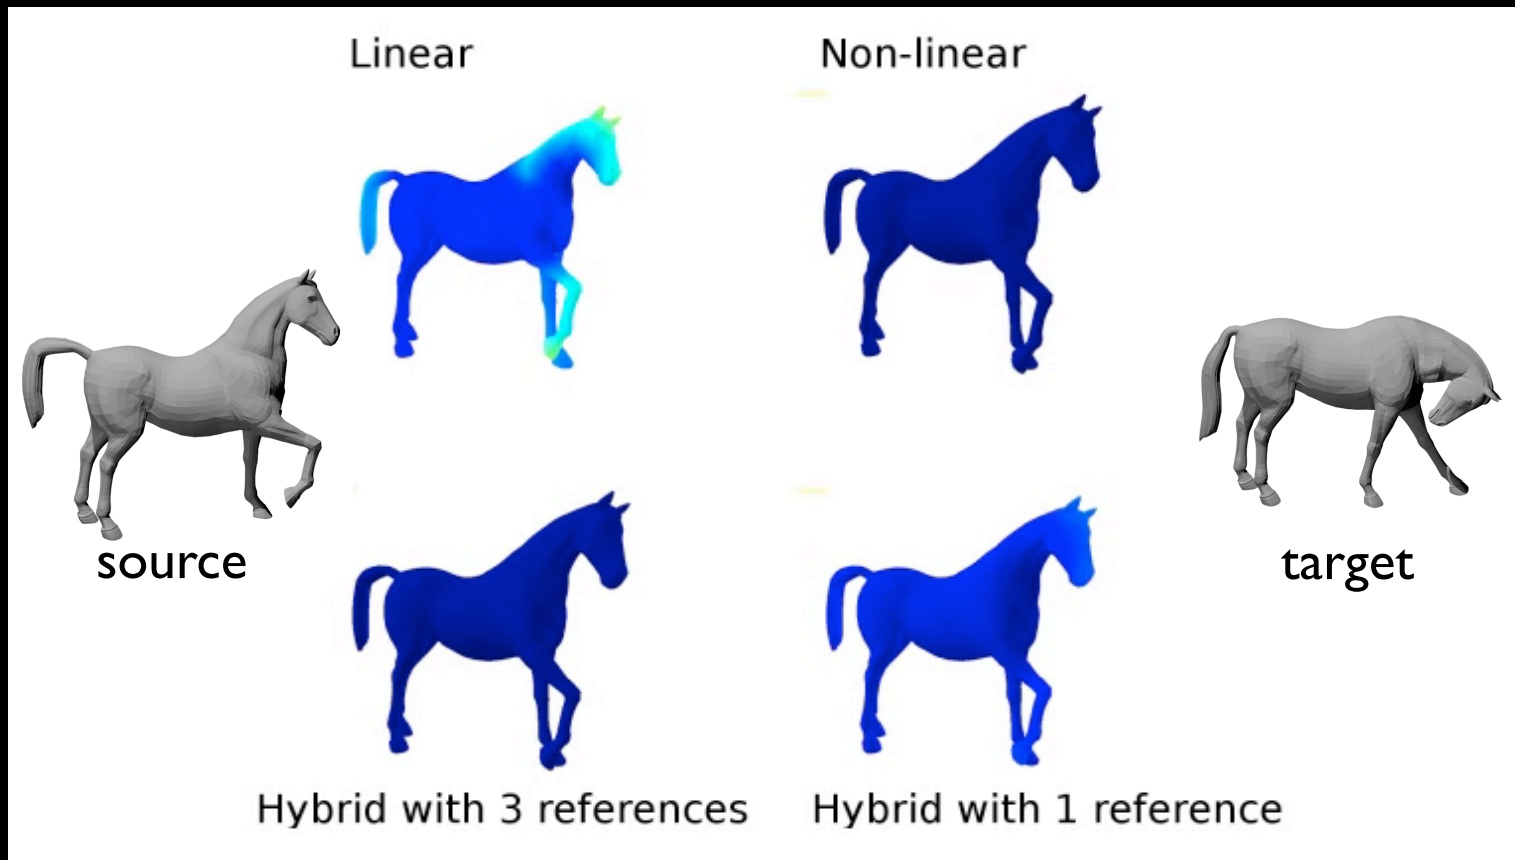 Linear
Non-linear
source
target
Hybrid with 3 references
Hybrid with 1 reference